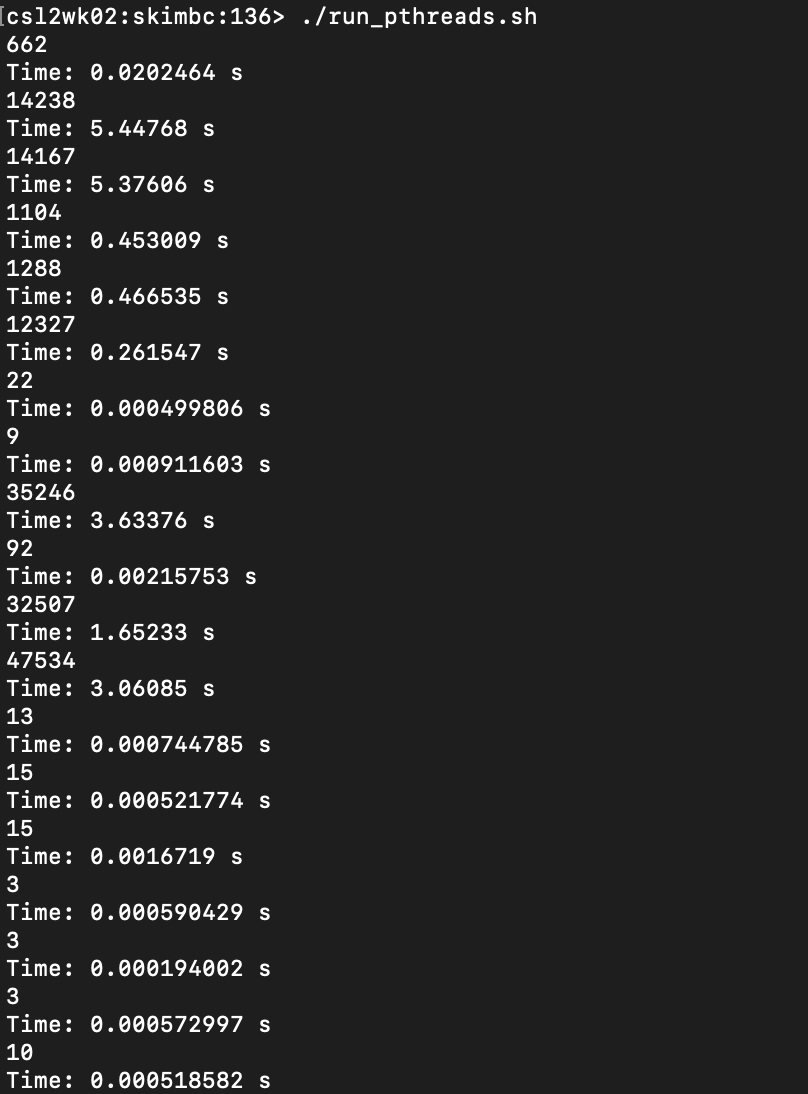 [csl2wk02:skimbc:136> ./run_pthreads.sh
662
Time: 0.0202464 s
14238
Time: 5.44768 s
14167
Time: 5.37606 s
1104
Time: 0.453009 s
1288
Time: 0.466535 s
12327
Time: 0.261547 s
22
Time: 0.000499806 s
9
Time: 0.000911603 s
35246
Time: 3.63376 s
92
Time: 0.00215753 s
32507
Time: 1.65233 s
47534
Time: 3.06085 s
13
Time: 0.000744785 s
15
Time: 0.000521774 s
15
Time: 0.0016719 s
3
Time: 0.000590429 s
3
Time: 0.000194002 s
3
Time: 0.000572997 s
10
Time: 0.000518582 s